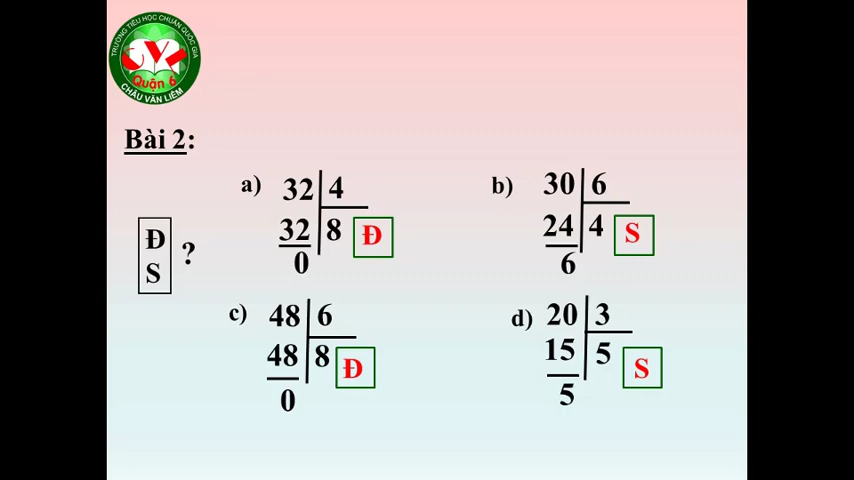 TRƯỜNG TIỂU HỌC CHUẨN QUỐC GIA
CVL
Quận 6
CHÂU VĂN LIÊM
Bài 2:
Đ
S
?
a) 32 4
32 8 Đ
0
b) 30 6
24 4 S
6
c) 48 6
48 8 Đ
0
d) 20 3
15 5 S
5